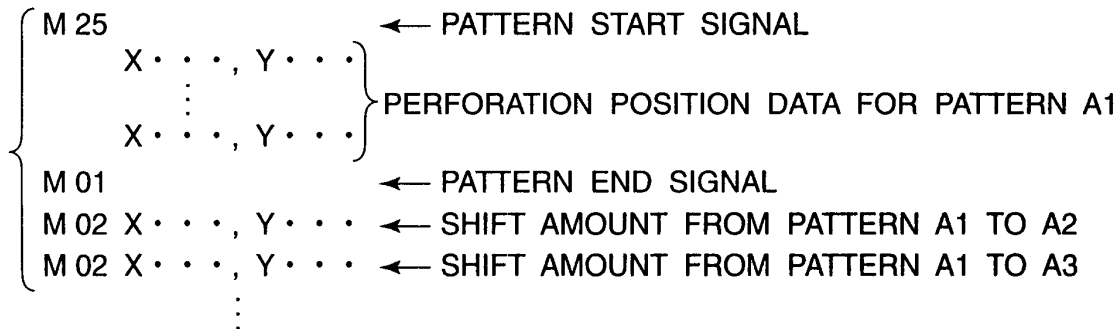 M 25 ← PATTERN START SIGNAL
X・・・, Y・・・
⋮ PERFORATION POSITION DATA FOR PATTERN A1
X・・・, Y・・・
M 01 ← PATTERN END SIGNAL
M 02 X・・・, Y・・・ ← SHIFT AMOUNT FROM PATTERN A1 TO A2
M 02 X・・・, Y・・・ ← SHIFT AMOUNT FROM PATTERN A1 TO A3
⋮